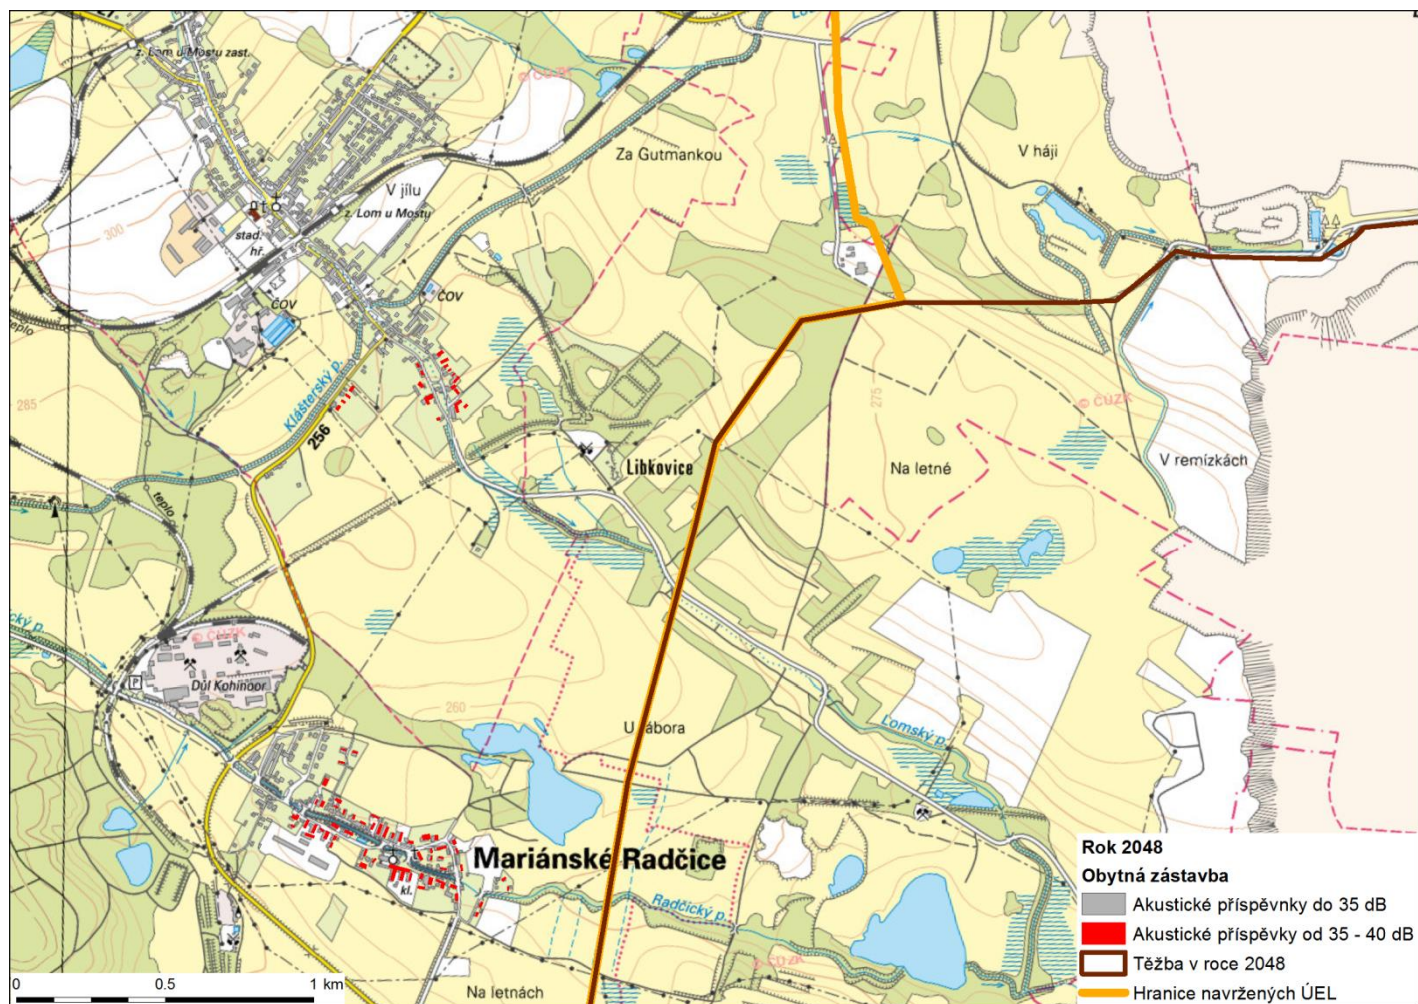 z. Lom u Mostu zast.
© ČÚZK
Za Gutmankou
V háji
V jílu
z. Lom u Mostu
stad.
hř.
300
ČOV
ČOV
teplo
285
Klášterský p.
256
275
© ČÚZK
Libkovice
Na letné
V remízkách
teplo
cký p.
© ČÚZK
P
Důl Kohinoor
260
U tábora
Lomský p.
Mariánské Radčice
kl.
Radčický p.
© ČÚZK
Na letnách
0 0.5 1 km
Rok 2048
Obytná zástavba
Akustické příspěvnky do 35 dB
Akustické příspěvky od 35 - 40 dB
Těžba v roce 2048
Hranice navržených ÚEL